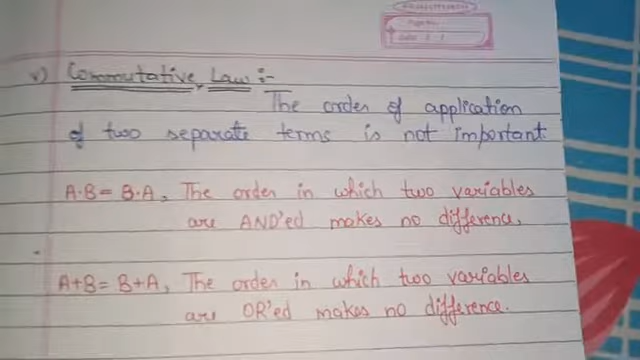 v) Commutative Law :-
The order of application
of two separate terms is not important
A·B = B·A, The order in which two variables
are AND'ed makes no difference.
A+B = B+A, The order in which two variables
are OR'ed makes no difference.